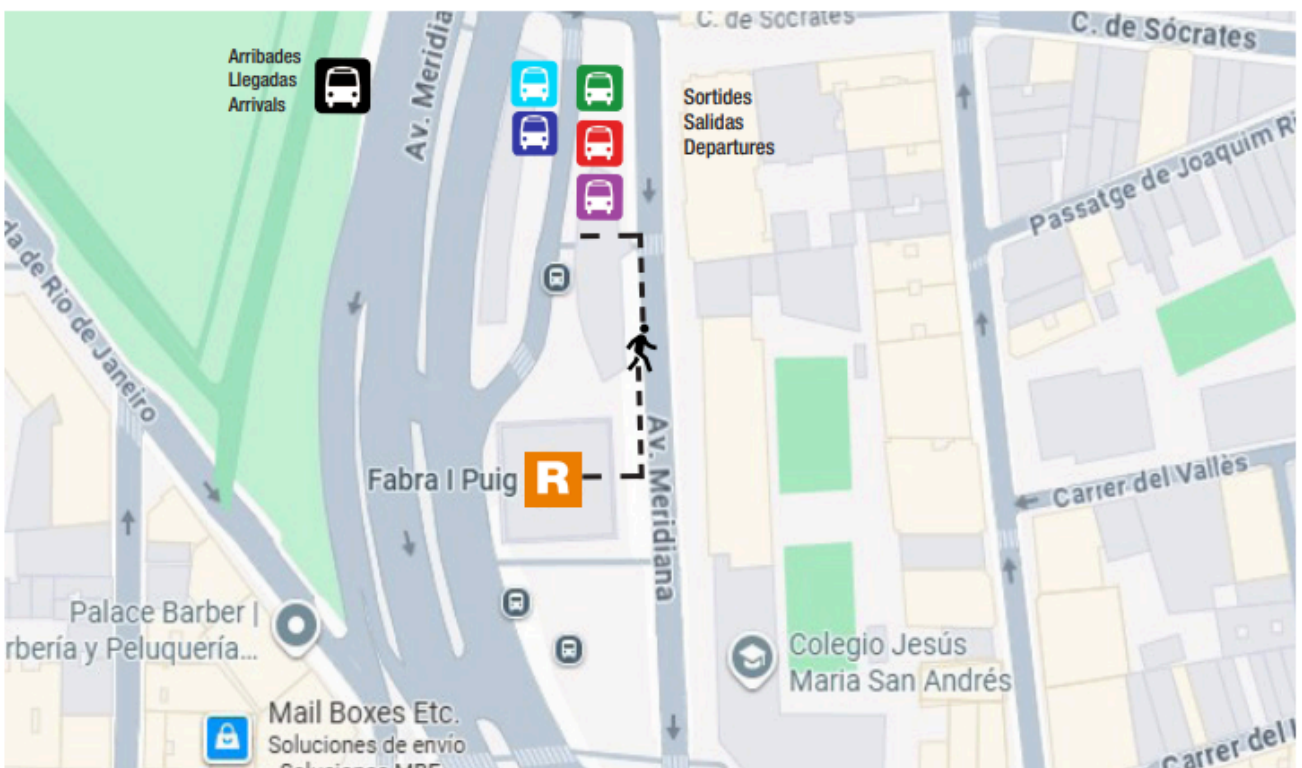 C. de Sócrates
C. de Sócrates
Arribades
Llegadas
Arrivals
Av. Meridia
Sortides
Salidas
Departures
Passatge de Joaquim Ri
da de Rio de Janeiro
Av. Meridiana
Fabra I Puig R
Carrer del Vallès
Palace Barber |
rbería y Peluquería...
Colegio Jesús
Maria San Andrés
Mail Boxes Etc.
Soluciones de envío
Carrer del